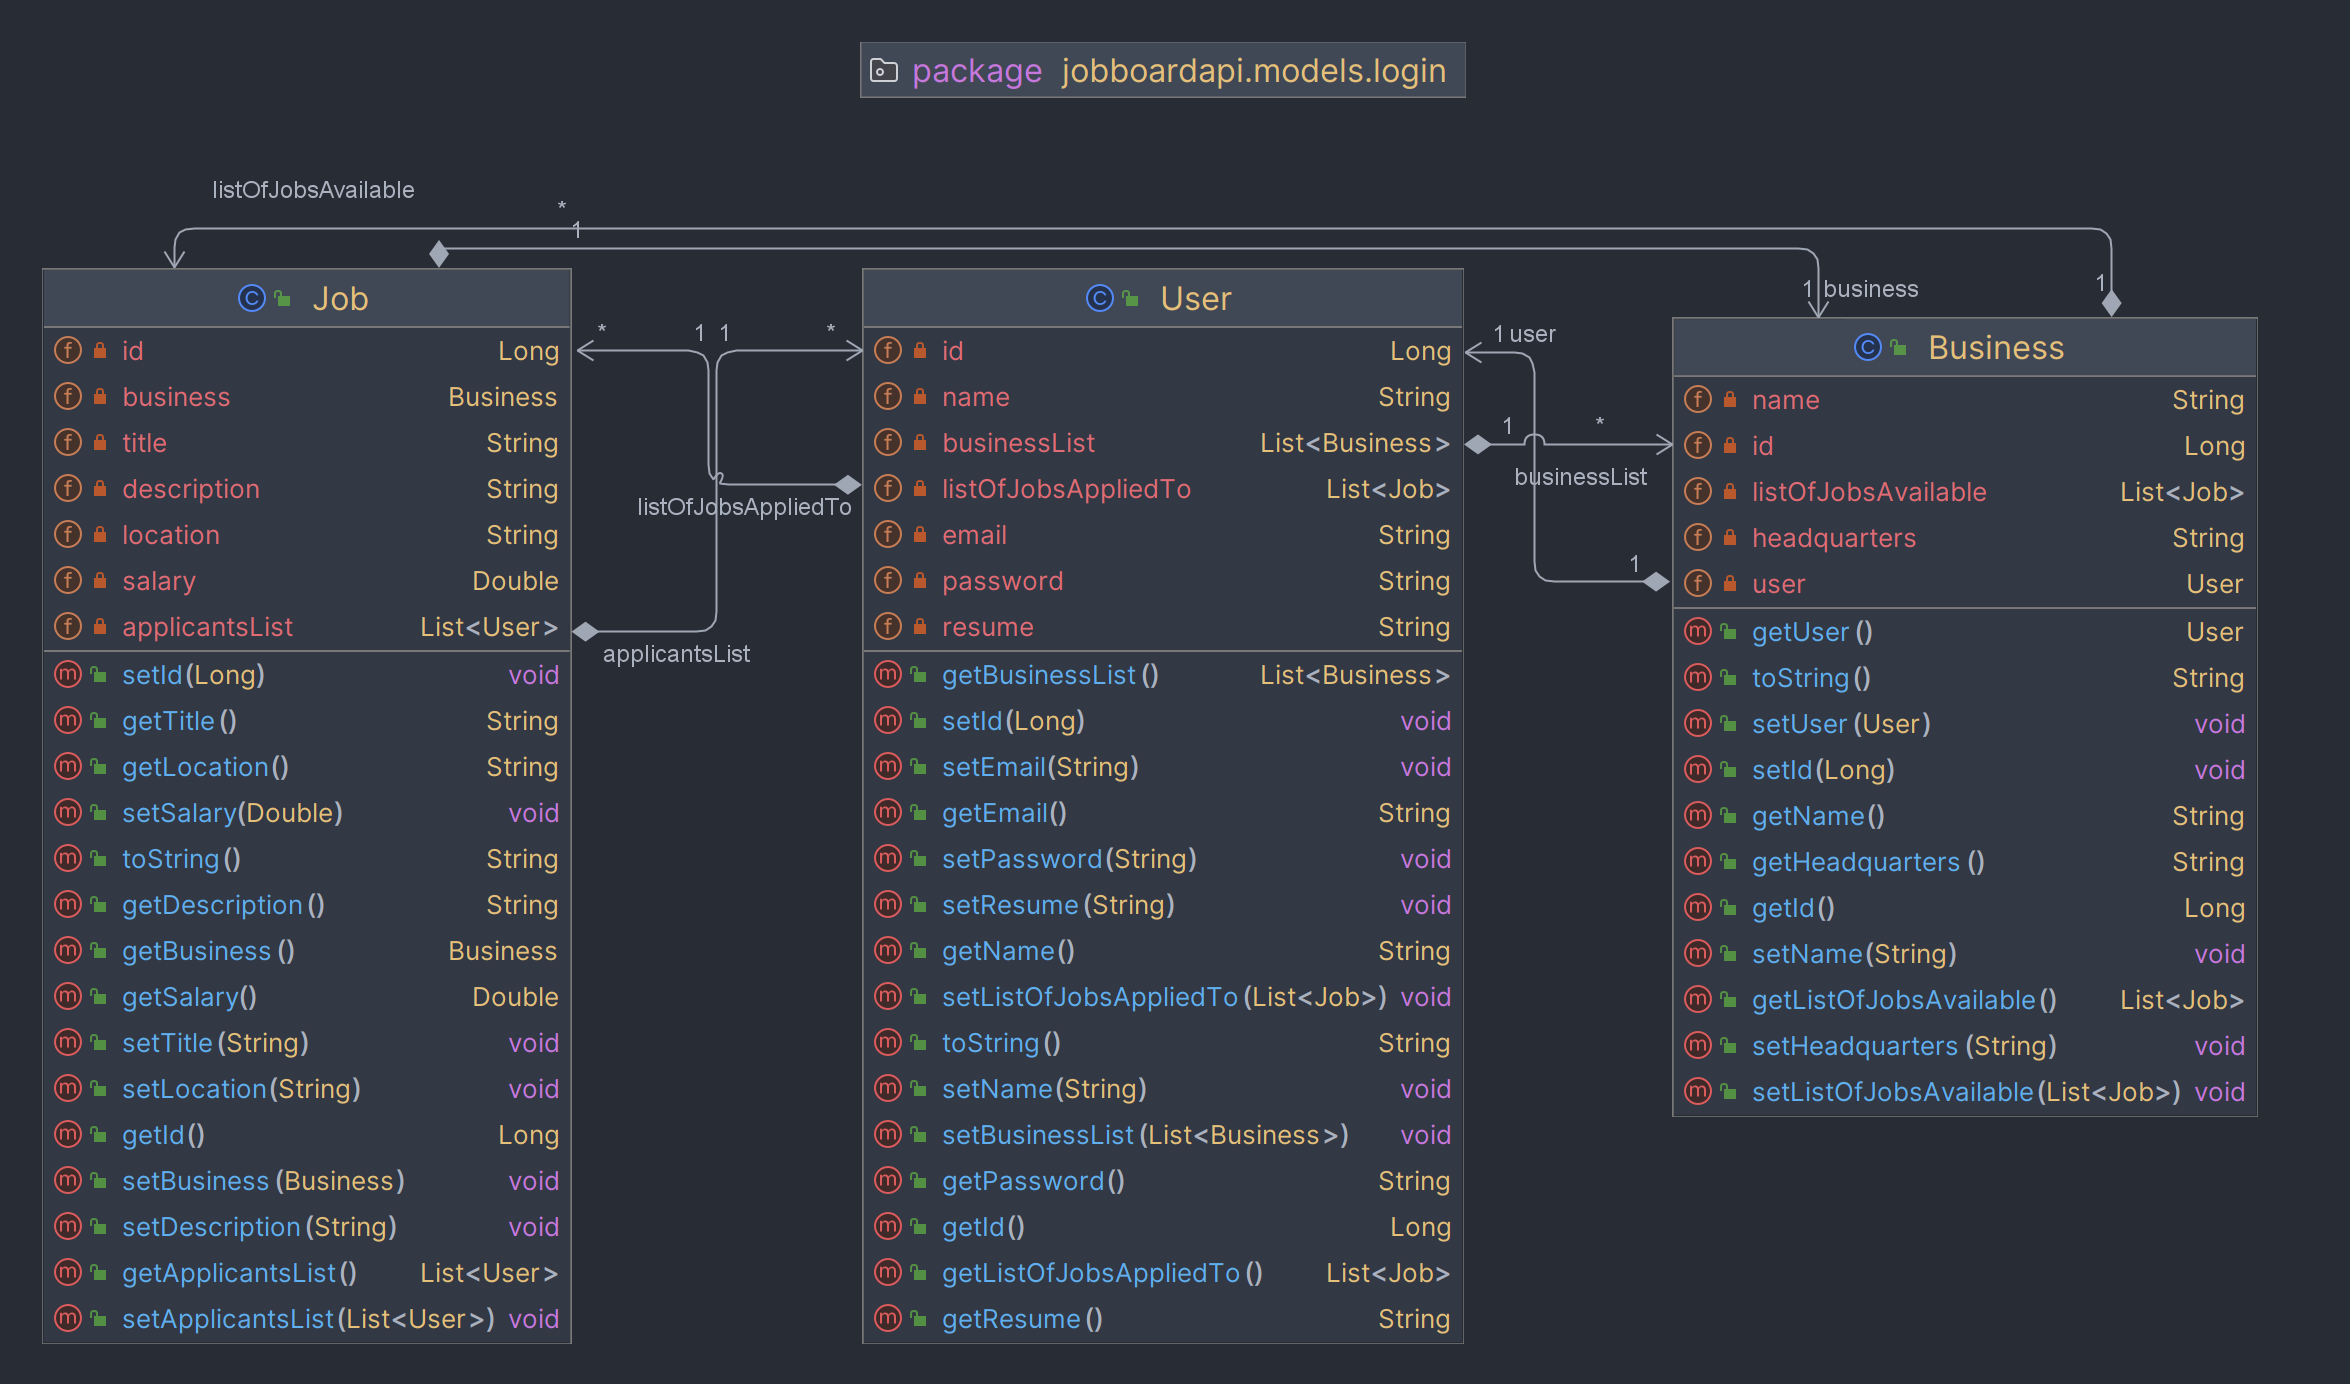 package jobboardapi.models.login
listOfJobsAvailable
*
1
1 business
1
Job
id Long
business Business
title String
description String
location String
salary Double
applicantsList List<User>
setId(Long) void
getTitle() String
getLocation() String
setSalary(Double) void
toString() String
getDescription() String
getBusiness() Business
getSalary() Double
setTitle(String) void
setLocation(String) void
getId() Long
setBusiness(Business) void
setDescription(String) void
getApplicantsList() List<User>
setApplicantsList(List<User>) void
* 1 1 *
listOfJobsAppliedTo
applicantsList
User
id Long
name String
businessList List<Business>
listOfJobsAppliedTo List<Job>
email String
password String
resume String
getBusinessList() List<Business>
setId(Long) void
setEmail(String) void
getEmail() String
setPassword(String) void
setResume(String) void
getName() String
setListOfJobsAppliedTo(List<Job>) void
toString() String
setName(String) void
setBusinessList(List<Business>) void
getPassword() String
getId() Long
getListOfJobsAppliedTo() List<Job>
getResume() String
1 user
1 *
businessList
1
Business
name String
id Long
listOfJobsAvailable List<Job>
headquarters String
user User
getUser() User
toString() String
setUser(User) void
setId(Long) void
getName() String
getHeadquarters() String
getId() Long
setName(String) void
getListOfJobsAvailable() List<Job>
setHeadquarters(String) void
setListOfJobsAvailable(List<Job>) void